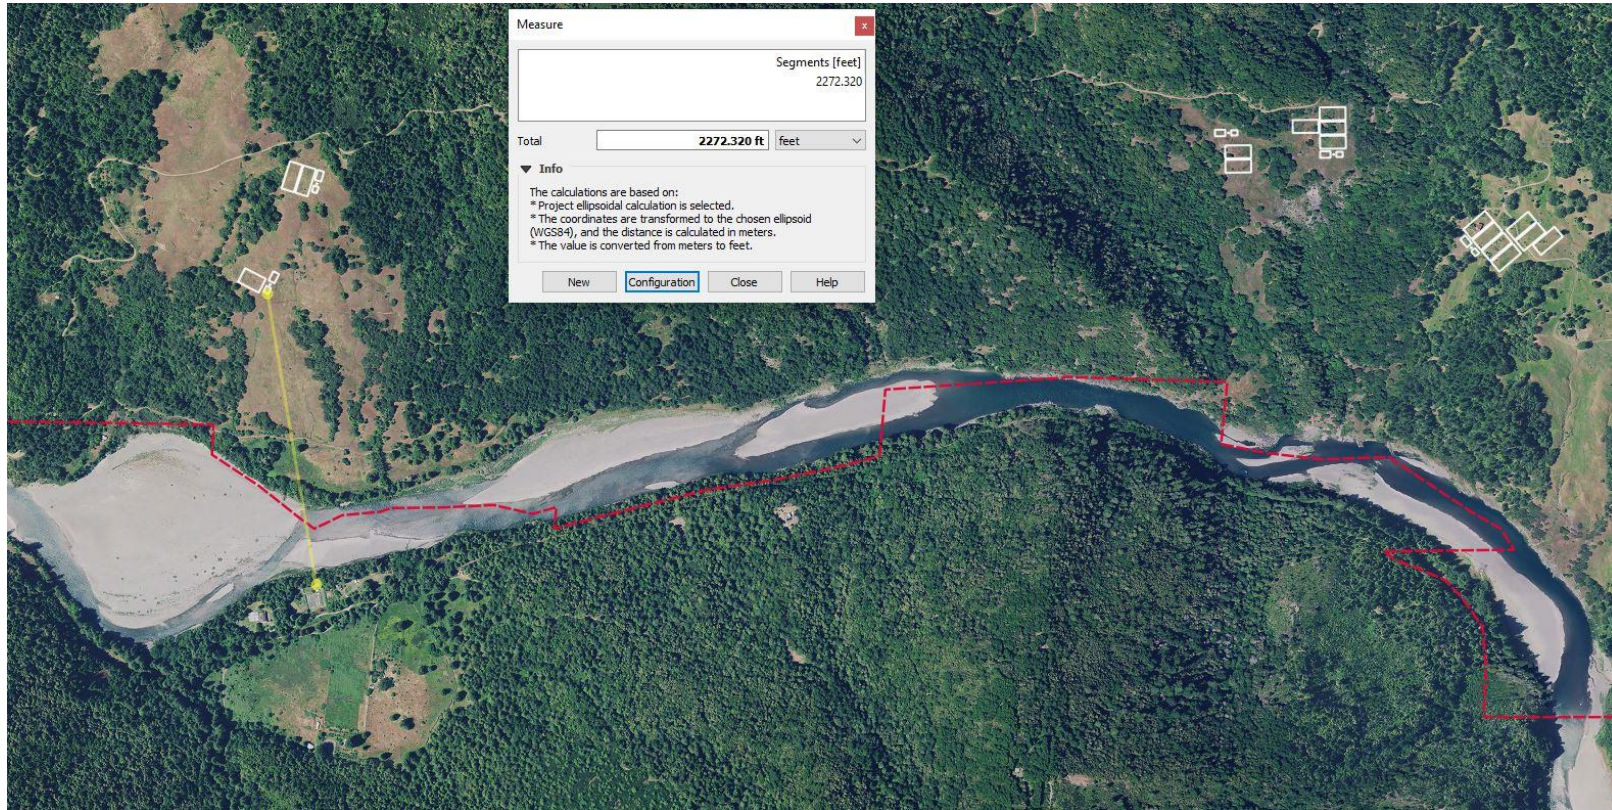 Measure
x
Segments [feet]
2272.320
Total 2272.320 ft feet
Info
The calculations are based on:
* Project ellipsoidal calculation is selected.
* The coordinates are transformed to the chosen ellipsoid
(WGS84), and the distance is calculated in meters.
* The value is converted from meters to feet.
New Configuration Close Help